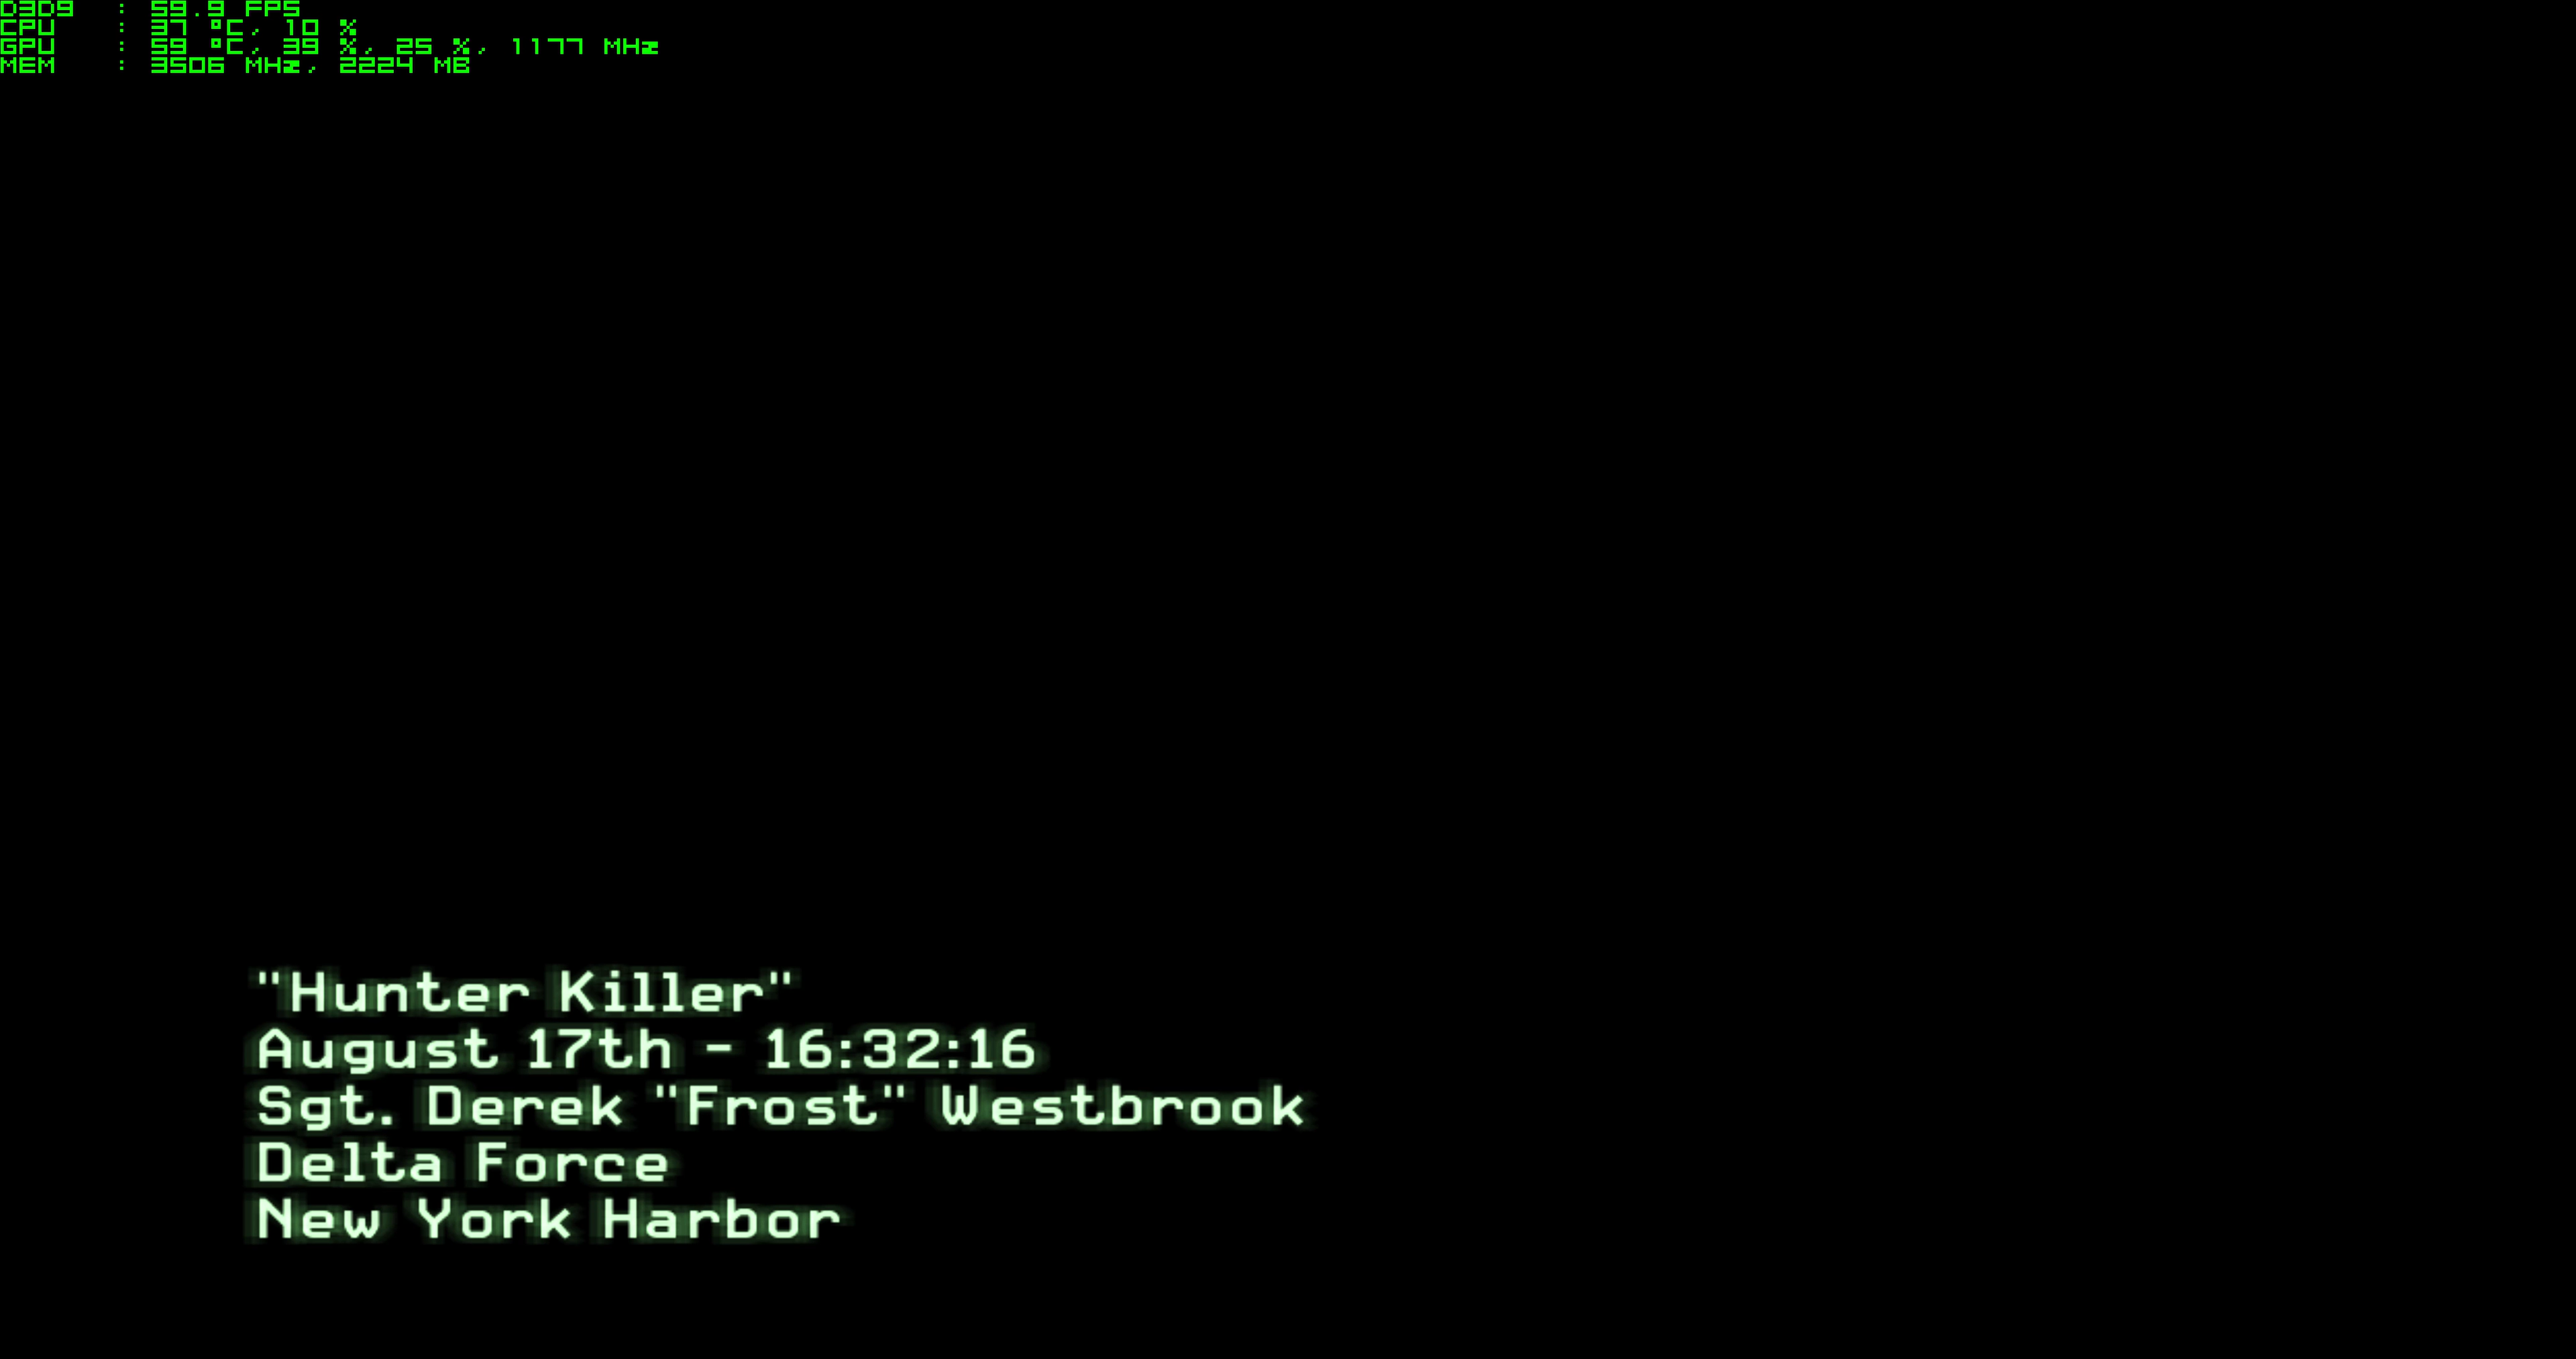 D3D9 : 59.9 FPS
CPU : 37 °C, 10 %
GPU : 59 °C, 39 %, 25 %, 1177 MHz
MEM : 3506 MHz, 2224 MB
"Hunter Killer"
August 17th - 16:32:16
Sgt. Derek "Frost" Westbrook
Delta Force
New York Harbor